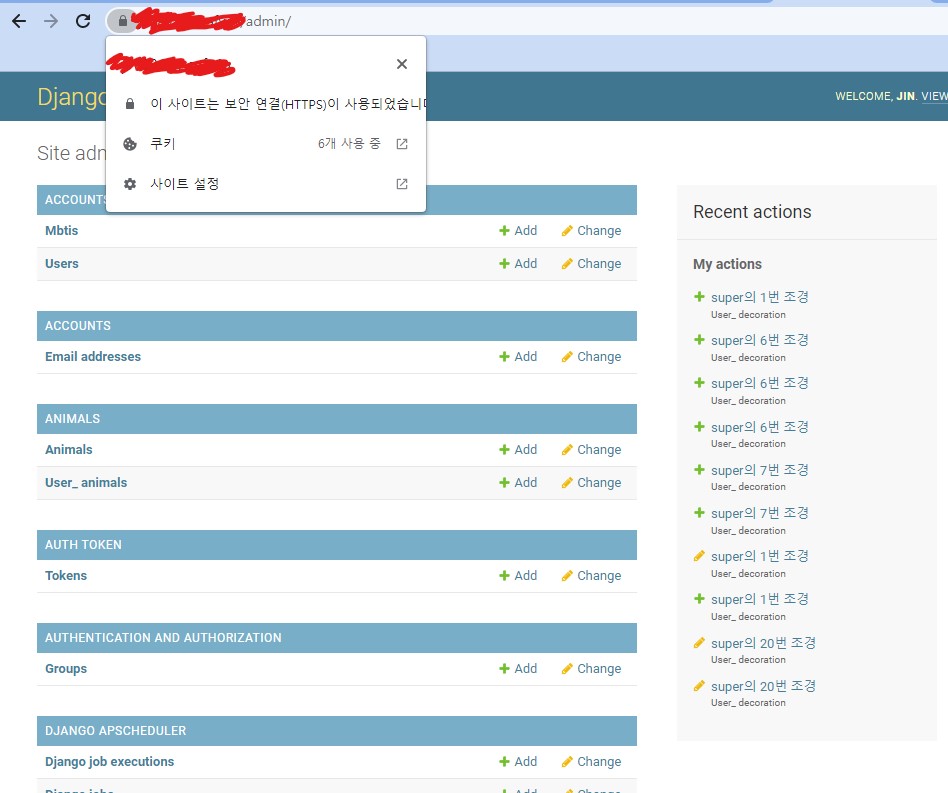 /admin/
이 사이트는 보안 연결(HTTPS)이 사용되었습니
쿠키 6개 사용 중
사이트 설정
Django
WELCOME, JIN. VIEW
Site adm
ACCOUNTS
Mbtis Add Change
Users Add Change
ACCOUNTS
Email addresses Add Change
ANIMALS
Animals Add Change
User_ animals Add Change
AUTH TOKEN
Tokens Add Change
AUTHENTICATION AND AUTHORIZATION
Groups Add Change
DJANGO APSCHEDULER
Django job executions Add Change
Django jobs Add Change
Recent actions
My actions
super의 1번 조경
User_ decoration
super의 6번 조경
User_ decoration
super의 6번 조경
User_ decoration
super의 6번 조경
User_ decoration
super의 7번 조경
User_ decoration
super의 7번 조경
User_ decoration
super의 1번 조경
User_ decoration
super의 1번 조경
User_ decoration
super의 20번 조경
User_ decoration
super의 20번 조경
User_ decoration